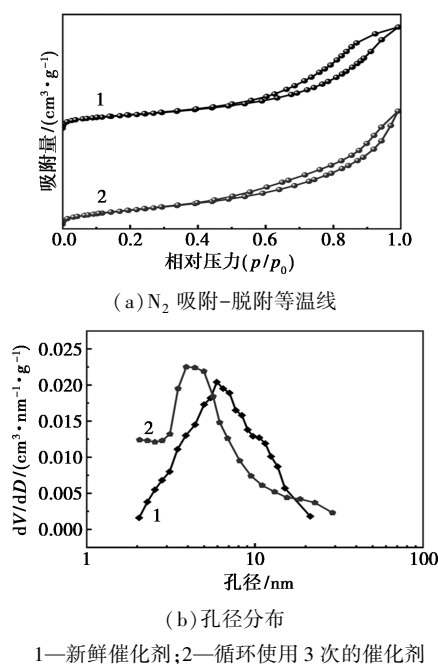 吸附量/(cm³·g⁻¹)
1
2
0.0 0.2 0.4 0.6 0.8 1.0
相对压力(p/p₀)
(a)N₂ 吸附-脱附等温线
dV/dD/(cm³·nm⁻¹·g⁻¹)
0.025
0.020
0.015
0.010
0.005
0.000
2
1
1 10 100
孔径/nm
(b)孔径分布
1—新鲜催化剂;2—循环使用 3 次的催化剂